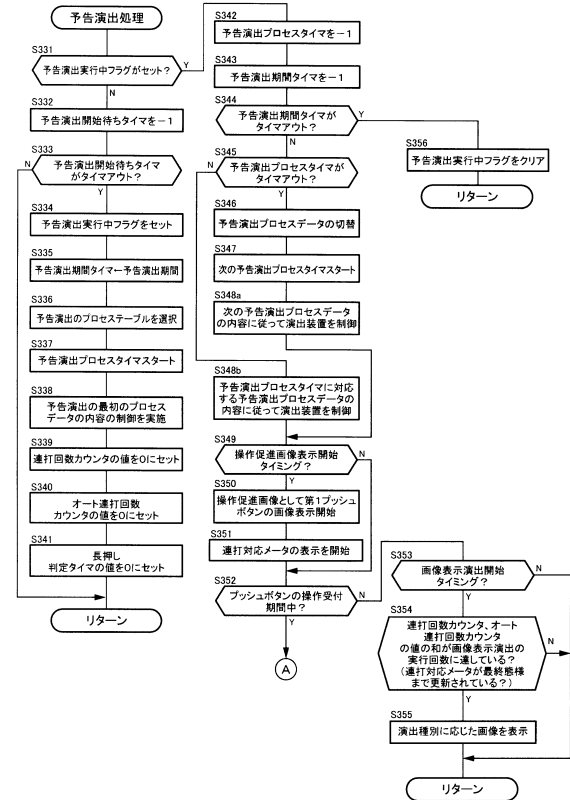 予告演出処理
S331
予告演出実行中フラグがセット?
Y
N
S332
予告演出開始待ちタイマを－1
S333
予告演出開始待ちタイマ
がタイマアウト?
N
Y
S334
予告演出実行中フラグをセット
S335
予告演出期間タイマ←予告演出期間
S336
予告演出のプロセステーブルを選択
S337
予告演出プロセスタイマスタート
S338
予告演出の最初のプロセス
データの内容の制御を実施
S339
連打回数カウンタの値を0にセット
S340
オート連打回数
カウンタの値を0にセット
S341
長押し
判定タイマの値を0にセット
リターン
S342
予告演出プロセスタイマを－1
S343
予告演出期間タイマを－1
S344
予告演出期間タイマが
タイマアウト?
Y
N
S345
予告演出プロセスタイマが
タイマアウト?
N
Y
S346
予告演出プロセスデータの切替
S347
次の予告演出プロセスタイマスタート
S348a
次の予告演出プロセスデータ
の内容に従って演出装置を制御
S348b
予告演出プロセスタイマに対応
する予告演出プロセスデータの
内容に従って演出装置を制御
S349
操作促進画像表示開始
タイミング?
N
Y
S350
操作促進画像として第1プッシュ
ボタンの画像表示開始
S351
連打対応メータの表示を開始
S352
プッシュボタンの操作受付
期間中?
N
Y
A
S356
予告演出実行中フラグをクリア
リターン
S353
画像表示演出開始
タイミング?
N
Y
S354
連打回数カウンタ、オート
連打回数カウンタ
の値の和が画像表示演出の
実行回数に達している?
(連打対応メータが最終態様
まで更新されている?)
N
Y
S355
演出種別に応じた画像を表示
リターン